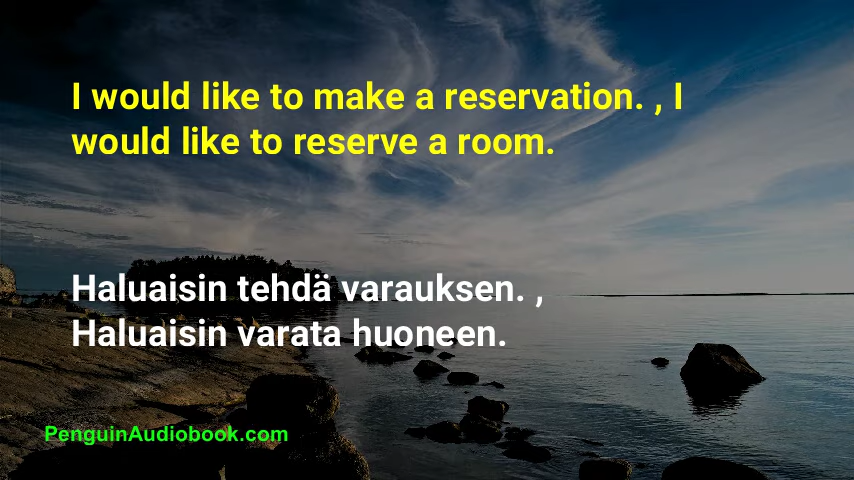 I would like to make a reservation. , I
would like to reserve a room.
Haluaisin tehdä varauksen. ,
Haluaisin varata huoneen.
PenguinAudiobook.com